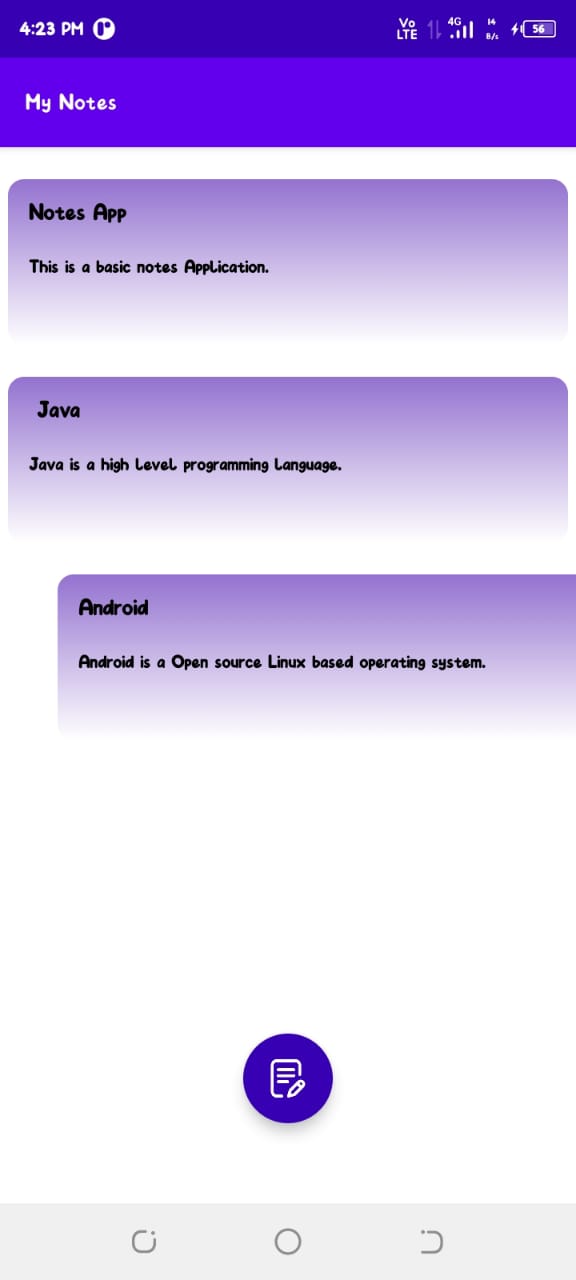 4:23 PM Vo LTE 4G 14 B/s 56
My Notes
Notes App
This is a basic notes Application.
Java
Java is a high level programming language.
Android
Android is a Open source Linux based operating system.